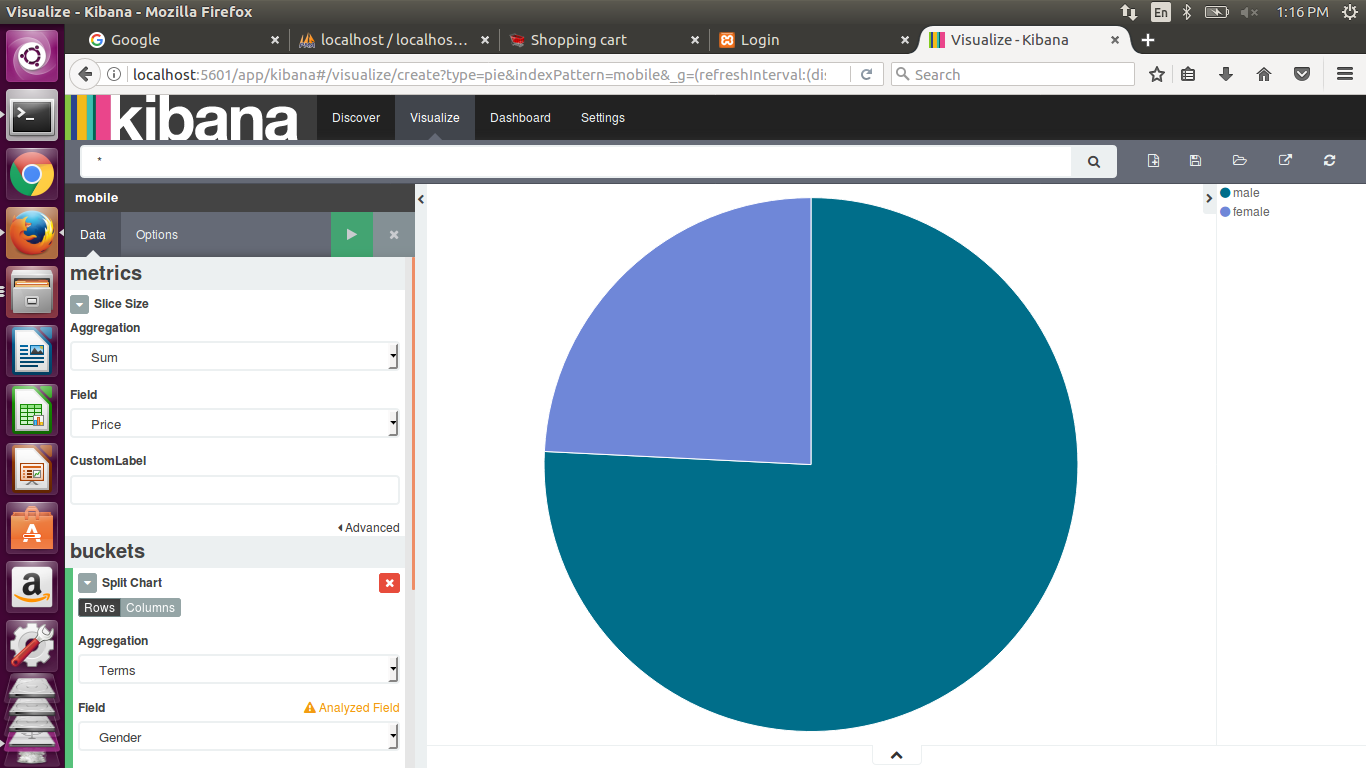 Visualize - Kibana - Mozilla Firefox
En
1:16 PM
Google
localhost / localhos...
Shopping cart
Login
Visualize - Kibana
localhost:5601/app/kibana#/visualize/create?type=pie&indexPattern=mobile&_g=(refreshInterval:(dis
Search
kibana
Discover
Visualize
Dashboard
Settings
*
mobile
Data
Options
metrics
Slice Size
Aggregation
Sum
Field
Price
CustomLabel
Advanced
buckets
Split Chart
Rows
Columns
Aggregation
Terms
Field
Analyzed Field
Gender
male
female